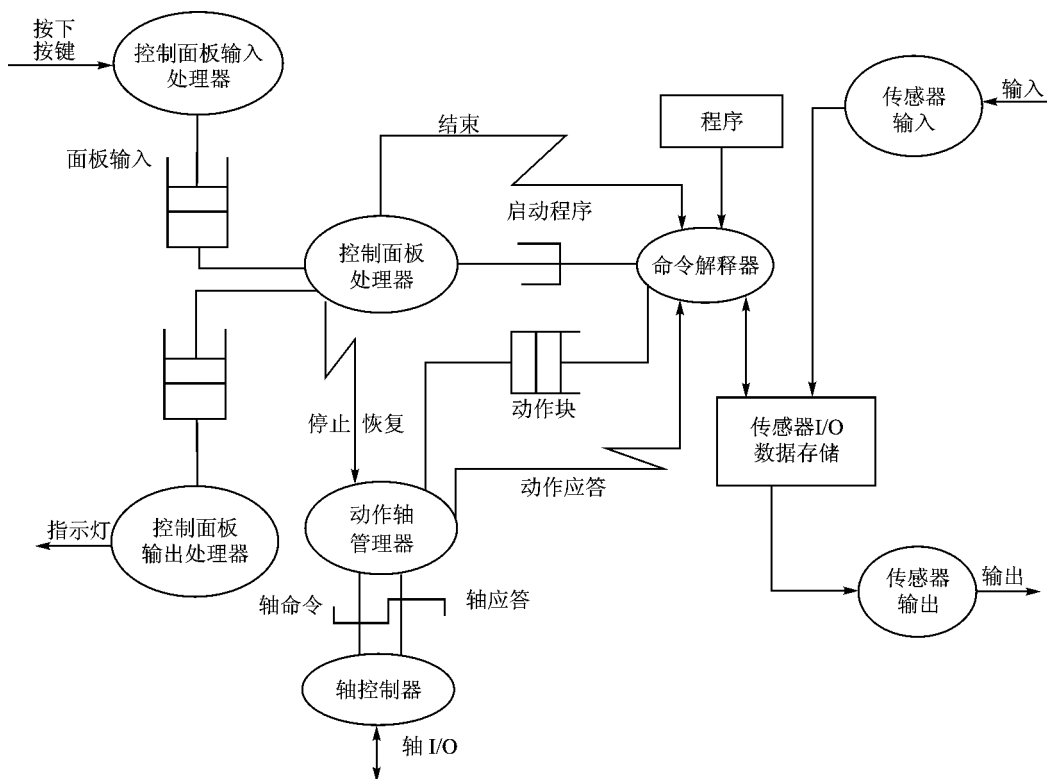 按下
按键
控制面板输入
处理器
面板输入
结束
程序
传感器
输入
输入
启动程序
控制面板
处理器
命令解释器
动作块
停止 恢复
传感器I/O
数据存储
动作应答
指示灯
控制面板
输出处理器
动作轴
管理器
传感器
输出
输出
轴命令
轴应答
轴控制器
轴 I/O